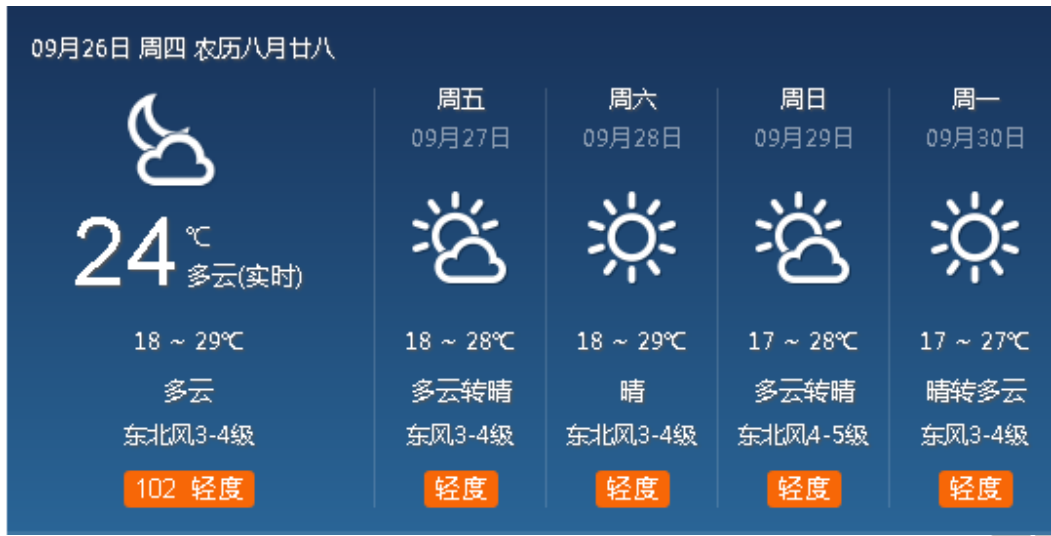 09月26日 周四 农历八月廿八
24 ℃
多云(实时)
18 ~ 29℃
多云
东北风3-4级
102 轻度
周五
09月27日
18 ~ 28℃
多云转晴
东风3-4级
轻度
周六
09月28日
18 ~ 29℃
晴
东北风3-4级
轻度
周日
09月29日
17 ~ 28℃
多云转晴
东北风4-5级
轻度
周一
09月30日
17 ~ 27℃
晴转多云
东风3-4级
轻度